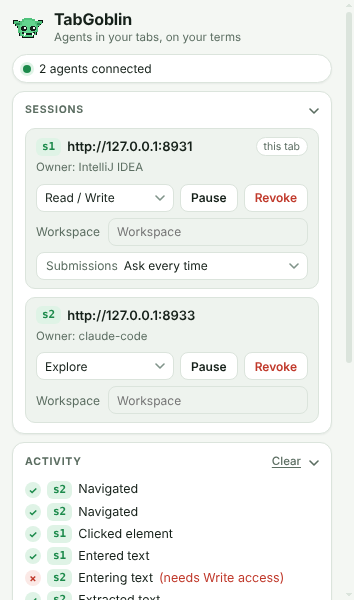 TabGoblin
Agents in your tabs, on your terms
2 agents connected
SESSIONS
s1 http://127.0.0.1:8931 this tab
Owner: IntelliJ IDEA
Read / Write Pause Revoke
Workspace Workspace
Submissions Ask every time
s2 http://127.0.0.1:8933
Owner: claude-code
Explore Pause Revoke
Workspace Workspace
ACTIVITY Clear
s2 Navigated
s2 Navigated
s1 Clicked element
s1 Entered text
s2 Entering text (needs Write access)
s2 Extracted text